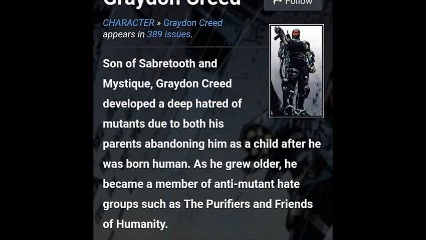 Graydon Creed
Follow
CHARACTER » Graydon Creed
appears in 389 issues.
Son of Sabretooth and
Mystique, Graydon Creed
developed a deep hatred of
mutants due to both his
parents abandoning him as a child after he
was born human. As he grew older, he
became a member of anti-mutant hate
groups such as The Purifiers and Friends
of Humanity.